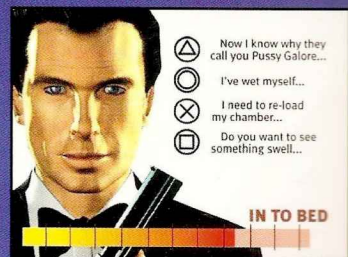 Now I know why they
call you Pussy Galore...
I've wet myself...
I need to re-load
my chamber...
Do you want to see
something swell...
IN TO BED